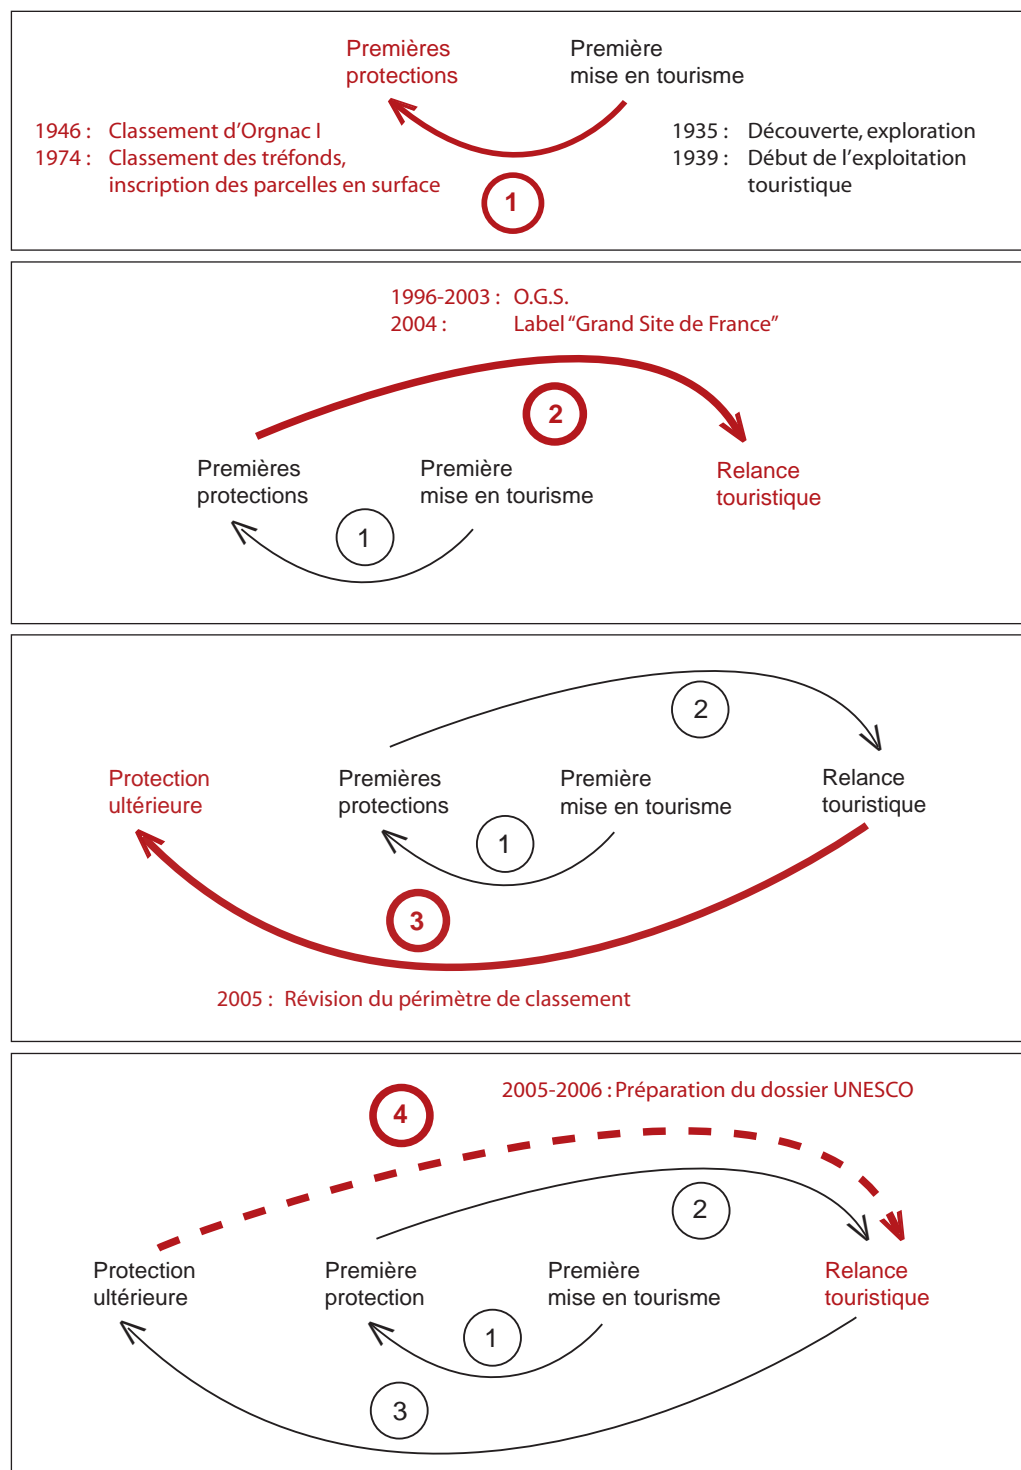 Premières
protections
Première
mise en tourisme
1946 : Classement d'Orgnac I
1974 : Classement des tréfonds,
inscription des parcelles en surface
1935 : Découverte, exploration
1939 : Début de l'exploitation
touristique
1
1996-2003 : O.G.S.
2004 : Label "Grand Site de France"
2
Premières
protections
Première
mise en tourisme
Relance
touristique
1
2
Protection
ultérieure
Premières
protections
Première
mise en tourisme
Relance
touristique
1
3
2005 : Révision du périmètre de classement
2005-2006 : Préparation du dossier UNESCO
4
2
Protection
ultérieure
Première
protection
Première
mise en tourisme
Relance
touristique
1
3